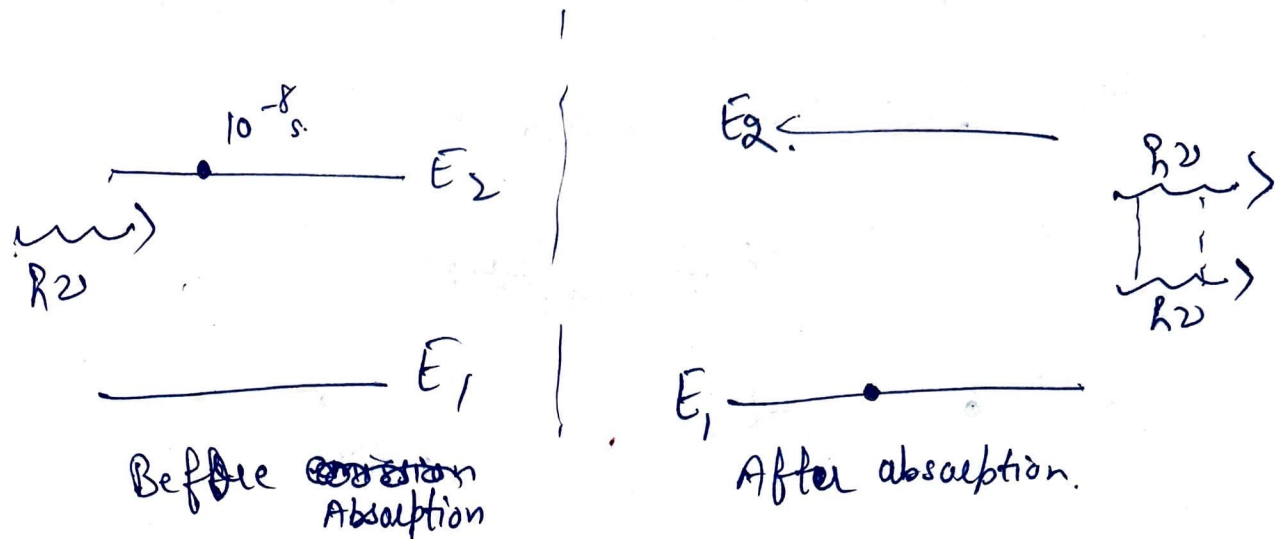 10⁻⁸ s.
E₂
hν
E₁
Before
Absorption
E₂
hν
hν
E₁
After absorption.